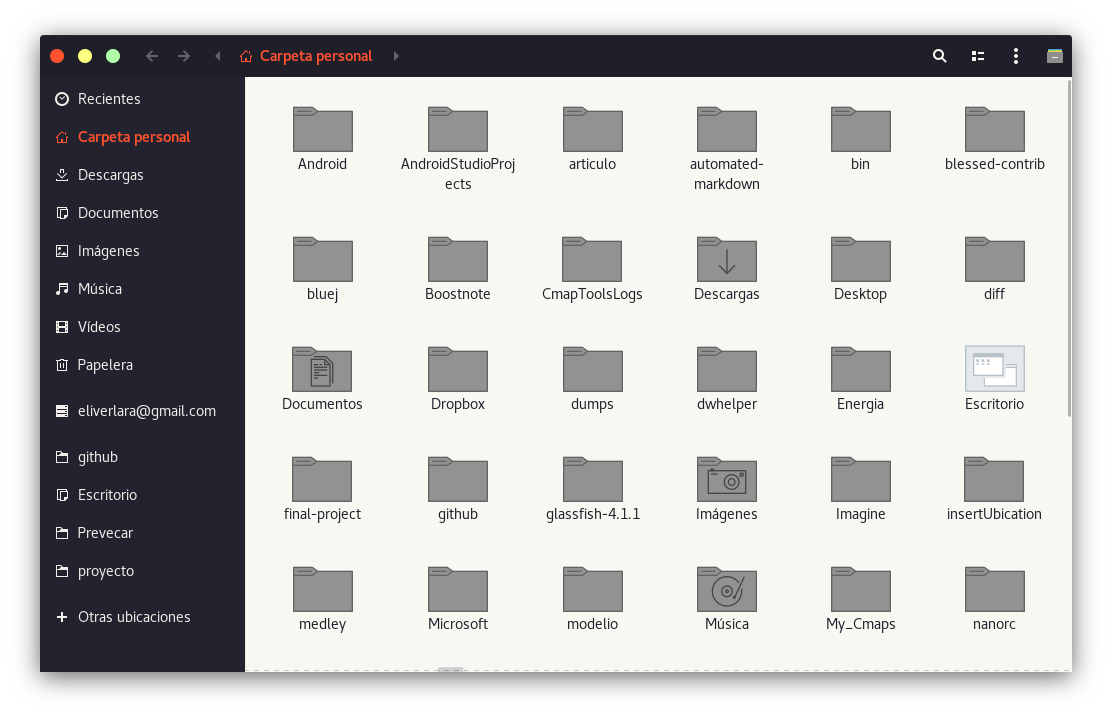 Carpeta personal
Recientes
Carpeta personal
Descargas
Documentos
Imágenes
Música
Vídeos
Papelera
eliverlara@gmail.com
github
Escritorio
Prevecar
proyecto
Otras ubicaciones
Android
AndroidStudioProj
ects
articulo
automated-
markdown
bin
blessed-contrib
bluej
Boostnote
CmapToolsLogs
Descargas
Desktop
diff
Documentos
Dropbox
dumps
dwhelper
Energia
Escritorio
final-project
github
glassfish-4.1.1
Imágenes
Imagine
insertUbication
medley
Microsoft
modelio
Música
My_Cmaps
nanorc